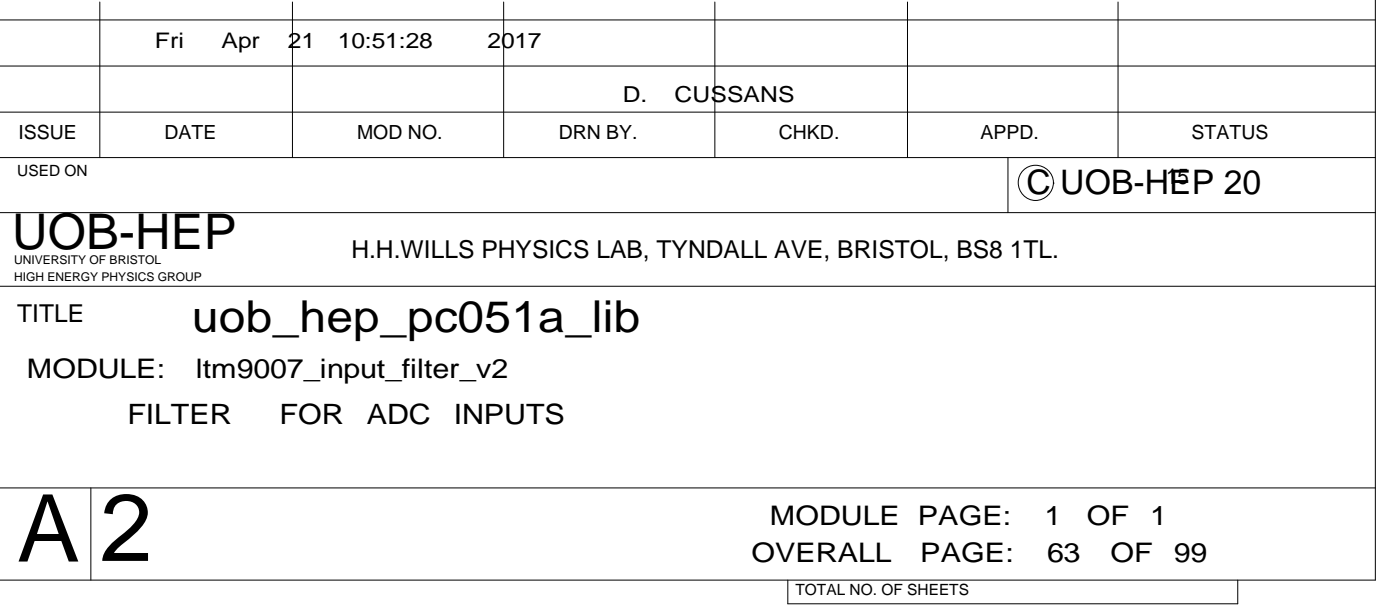 Fri Apr 21 10:51:28 2017
D. CUSSANS
ISSUE DATE MOD NO. DRN BY. CHKD. APPD. STATUS
USED ON
© UOB-HEP 20
15
UOB-HEP
UNIVERSITY OF BRISTOL
HIGH ENERGY PHYSICS GROUP
H.H.WILLS PHYSICS LAB, TYNDALL AVE, BRISTOL, BS8 1TL.
TITLE uob_hep_pc051a_lib
MODULE: ltm9007_input_filter_v2
FILTER FOR ADC INPUTS
A 2
MODULE PAGE: 1 OF 1
OVERALL PAGE: 63 OF 99
TOTAL NO. OF SHEETS